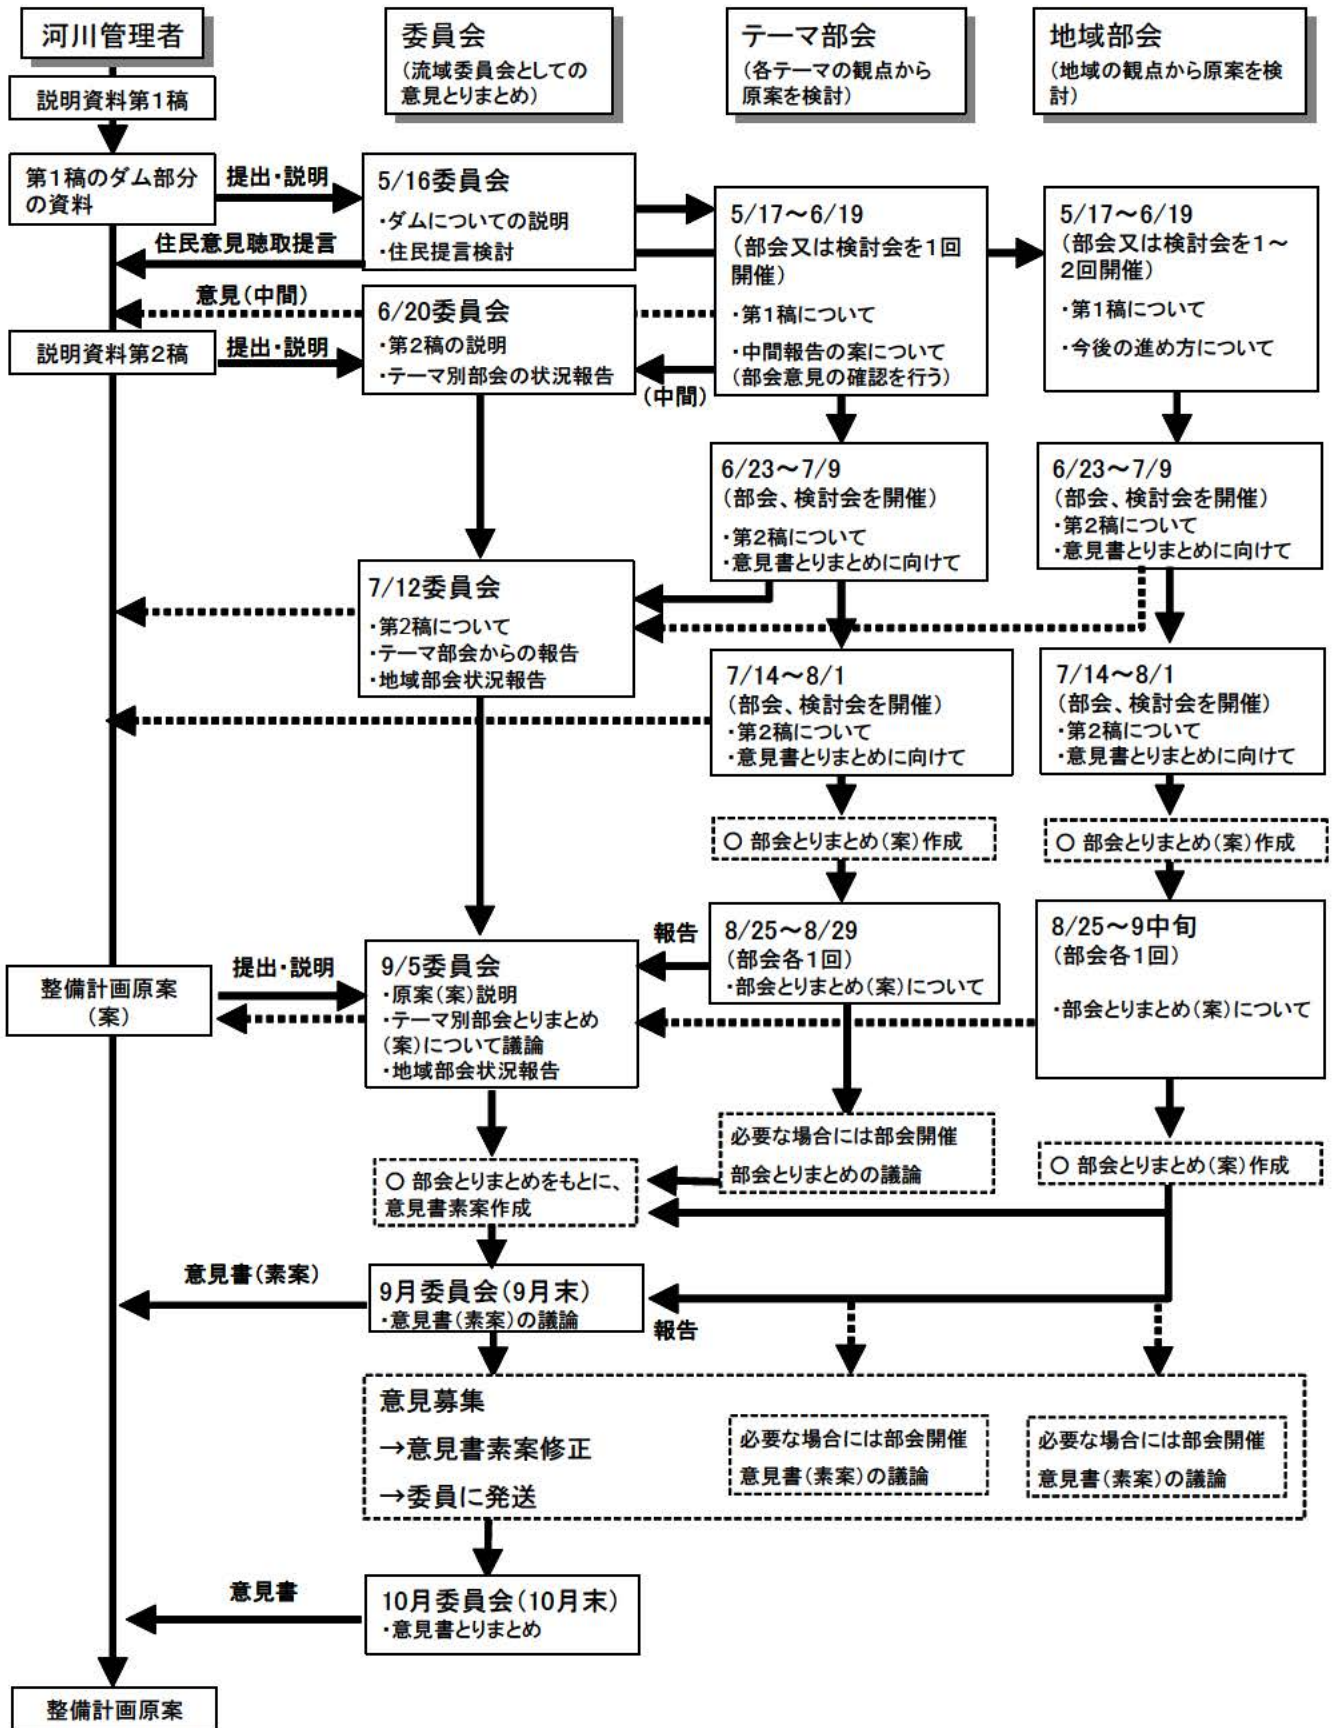 河川管理者
委員会
(流域委員会としての
意見とりまとめ)
テーマ部会
(各テーマの観点から
原案を検討)
地域部会
(地域の観点から原案を検
討)
説明資料第1稿
第1稿のダム部分
の資料
提出・説明
5/16委員会
・ダムについての説明
・住民提言検討
住民意見聴取提言
5/17～6/19
(部会又は検討会を1回
開催)
・第1稿について
・中間報告の案について
(部会意見の確認を行う)
5/17～6/19
(部会又は検討会を1～
2回開催)
・第1稿について
・今後の進め方について
意見(中間)
説明資料第2稿
提出・説明
6/20委員会
・第2稿の説明
・テーマ別部会の状況報告
(中間)
6/23～7/9
(部会、検討会を開催)
・第2稿について
・意見書とりまとめに向けて
6/23～7/9
(部会、検討会を開催)
・第2稿について
・意見書とりまとめに向けて
7/12委員会
・第2稿について
・テーマ部会からの報告
・地域部会状況報告
7/14～8/1
(部会、検討会を開催)
・第2稿について
・意見書とりまとめに向けて
7/14～8/1
(部会、検討会を開催)
・第2稿について
・意見書とりまとめに向けて
○ 部会とりまとめ(案)作成
○ 部会とりまとめ(案)作成
8/25～8/29
(部会各1回)
・部会とりまとめ(案)について
8/25～9中旬
(部会各1回)
・部会とりまとめ(案)について
報告
整備計画原案
(案)
提出・説明
9/5委員会
・原案(案)説明
・テーマ別部会とりまとめ
(案)について議論
・地域部会状況報告
必要な場合には部会開催
部会とりまとめの議論
○ 部会とりまとめ(案)作成
○ 部会とりまとめをもとに、
意見書素案作成
意見書(素案)
9月委員会(9月末)
・意見書(素案)の議論
報告
意見募集
→意見書素案修正
→委員に発送
必要な場合には部会開催
意見書(素案)の議論
必要な場合には部会開催
意見書(素案)の議論
意見書
10月委員会(10月末)
・意見書とりまとめ
整備計画原案